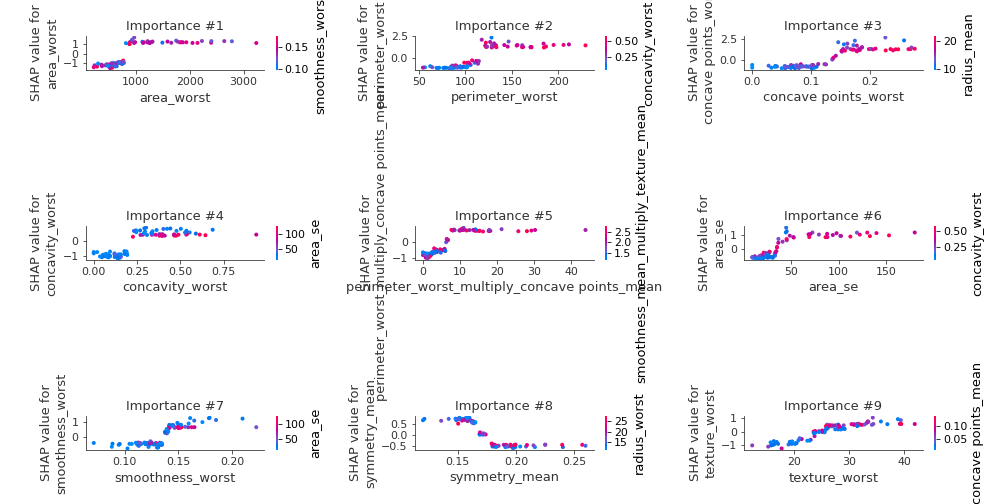 Importance #1
SHAP value for
area_worst
1
0
−1
1000
2000
3000
area_worst
0.15
0.10
smoothness_worst
Importance #2
SHAP value for
perimeter_worst
2.5
0.0
50
100
150
200
perimeter_worst
0.50
0.25
concavity_worst
Importance #3
SHAP value for
concave points_worst
2.5
0.0
0.0
0.1
0.2
concave points_worst
20
10
radius_mean
Importance #4
SHAP value for
concavity_worst
0
−1
0.00
0.25
0.50
0.75
concavity_worst
100
50
area_se
Importance #5
SHAP value for
perimeter_worst_multiply_concave points_mean
0
−1
0
10
20
30
40
perimeter_worst_multiply_concave points_mean
2.5
2.0
1.5
smoothness_mean_multiply_texture_mean
Importance #6
SHAP value for
area_se
1
0
50
100
150
area_se
0.50
0.25
concavity_worst
Importance #7
SHAP value for
smoothness_worst
1
0
0.10
0.15
0.20
smoothness_worst
100
50
area_se
Importance #8
SHAP value for
symmetry_mean
0.5
0.0
−0.5
0.15
0.20
0.25
symmetry_mean
25
20
15
radius_worst
Importance #9
SHAP value for
texture_worst
1
0
−1
20
30
40
texture_worst
0.10
0.05
concave points_mean